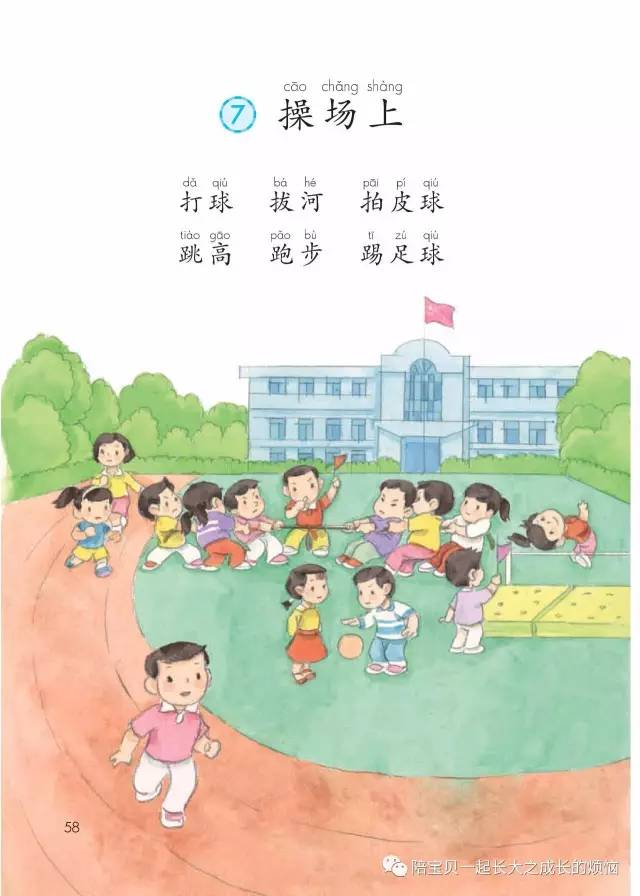 cāo chǎng shàng
7 操场上
dǎ qiú bá hé pāi pí qiú
打球 拔河 拍皮球
tiào gāo pǎo bù tī zú qiú
跳高 跑步 踢足球
58
陪宝贝一起长大之成长的烦恼